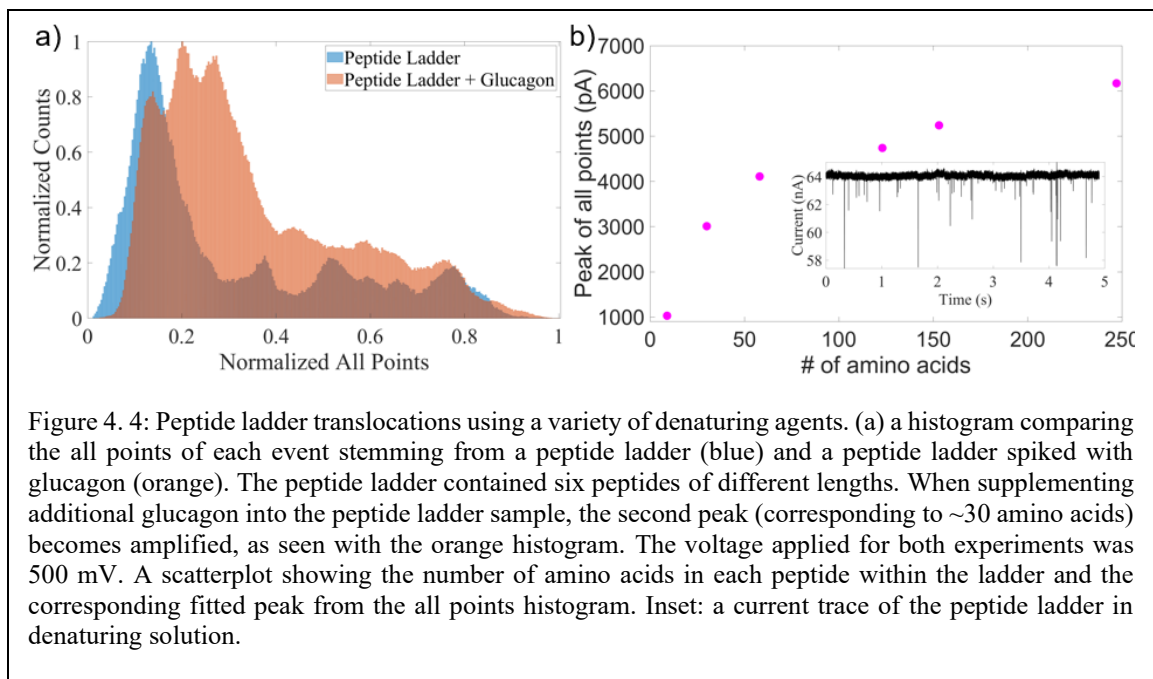 a)
Peptide Ladder
Peptide Ladder + Glucagon
Normalized Counts
1
0.8
0.6
0.4
0.2
0
0 0.2 0.4 0.6 0.8 1
Normalized All Points
b)
Peak of all points (pA)
7000
6000
5000
4000
3000
2000
1000
0 50 100 150 200 250
# of amino acids
Current (nA)
64
62
60
58
0 1 2 3 4 5
Time (s)
Figure 4. 4: Peptide ladder translocations using a variety of denaturing agents. (a) a histogram comparing
the all points of each event stemming from a peptide ladder (blue) and a peptide ladder spiked with
glucagon (orange). The peptide ladder contained six peptides of different lengths. When supplementing
additional glucagon into the peptide ladder sample, the second peak (corresponding to ~30 amino acids)
becomes amplified, as seen with the orange histogram. The voltage applied for both experiments was
500 mV. A scatterplot showing the number of amino acids in each peptide within the ladder and the
corresponding fitted peak from the all points histogram. Inset: a current trace of the peptide ladder in
denaturing solution.